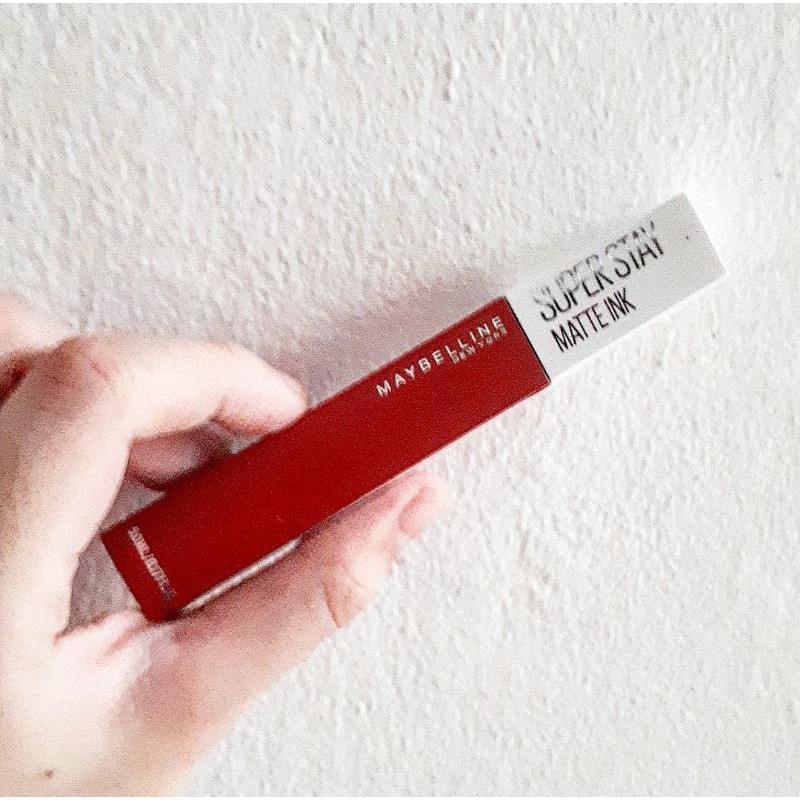 SUPER STAY
MATTE INK
MAYBELLINE
NEW YORK